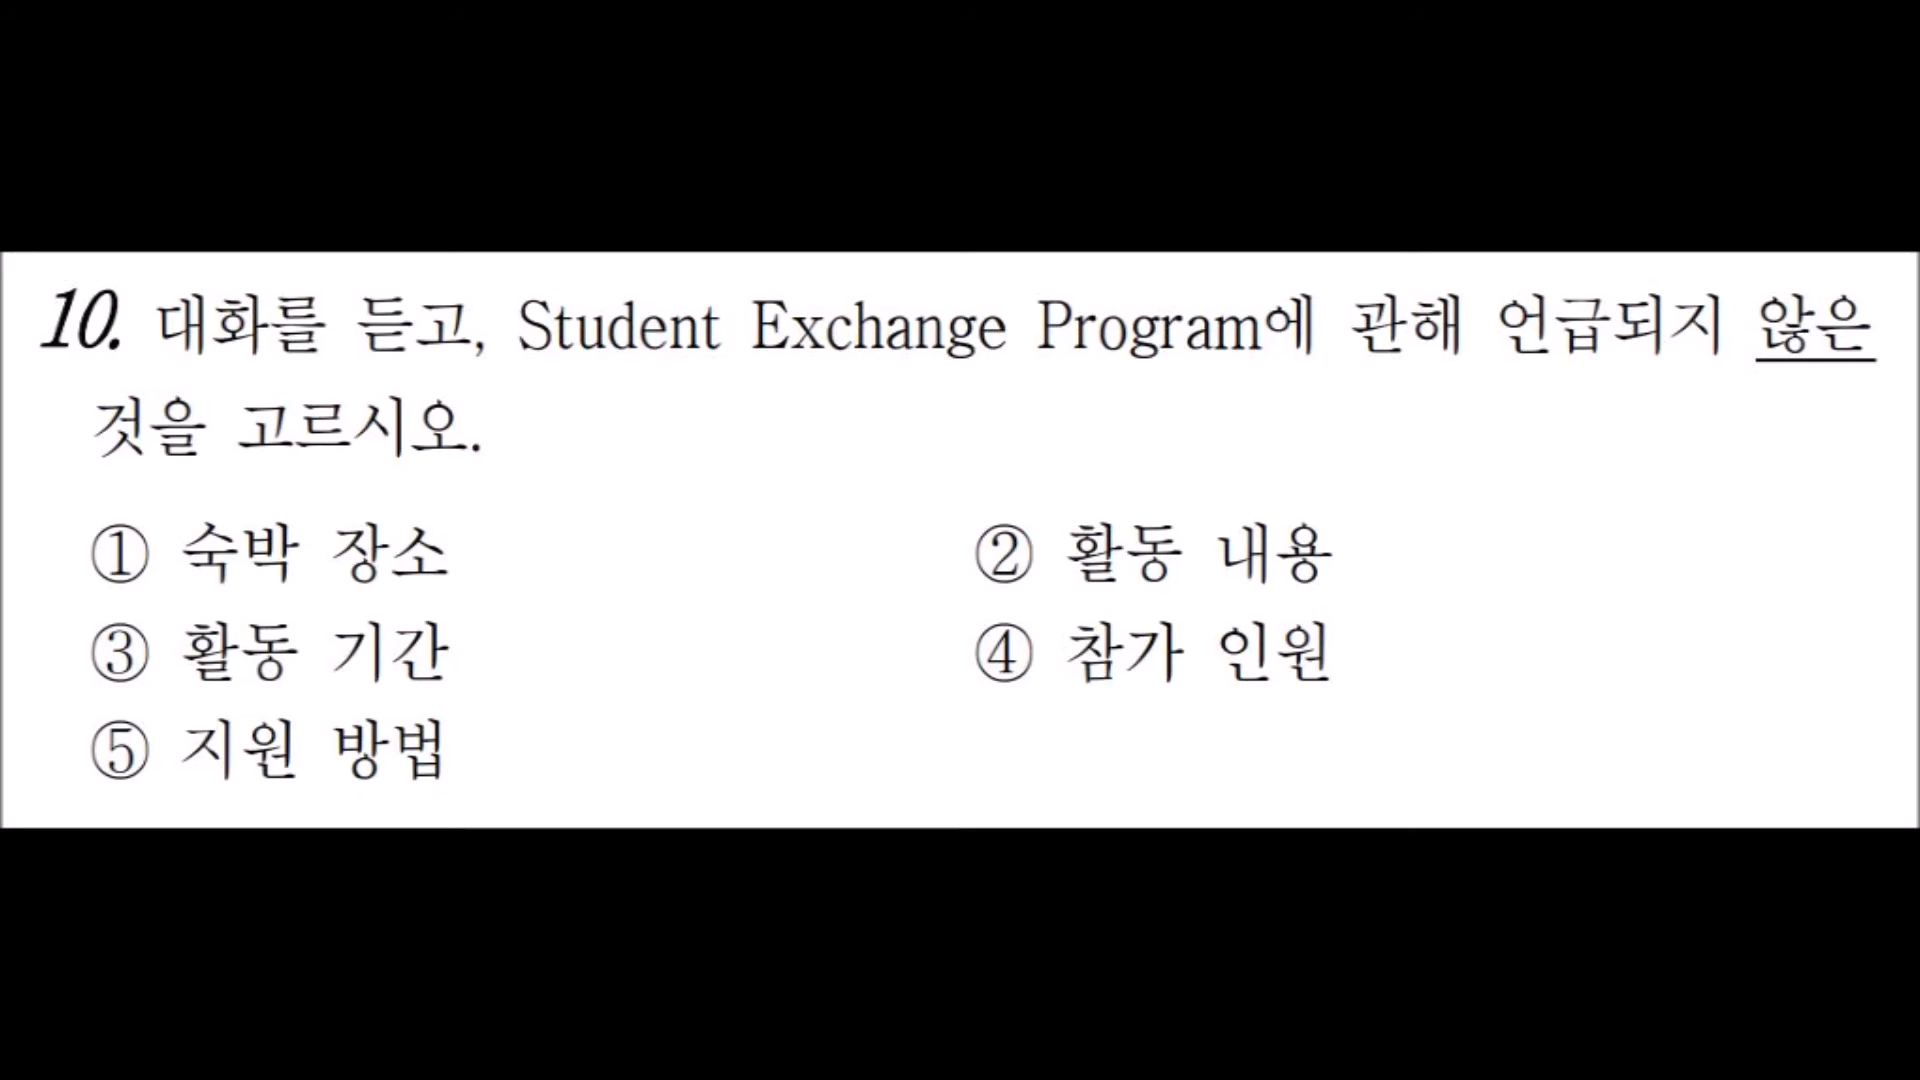 10. 대화를 듣고, Student Exchange Program에 관해 언급되지 않은
것을 고르시오.
① 숙박 장소 ② 활동 내용
③ 활동 기간 ④ 참가 인원
⑤ 지원 방법